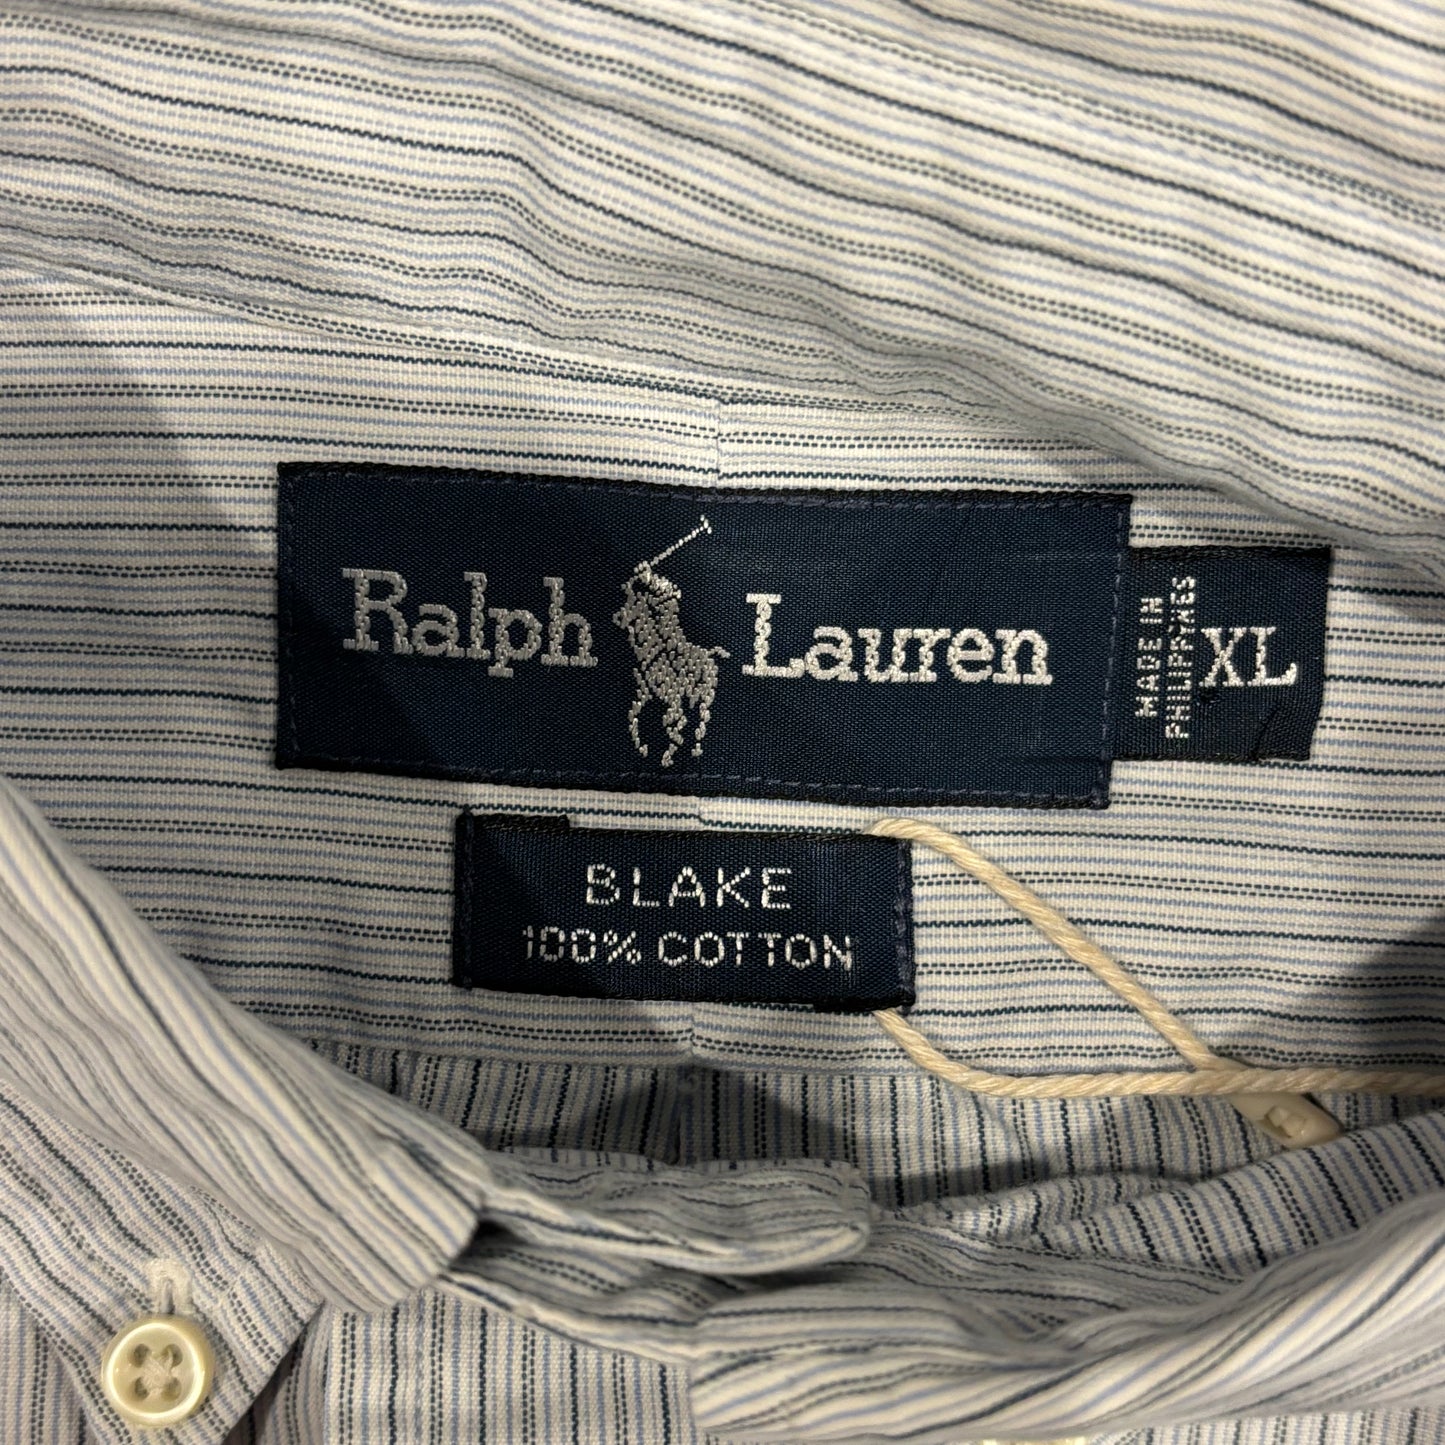 Ralph Lauren
MADE IN
PHILIPPINES
XL
BLAKE
100% COTTON